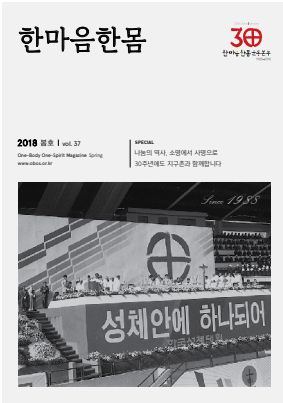 한마음한몸
30
한마음한몸운동본부
2018 봄호 | vol. 37
One-Body One-Spirit Magazine Spring
www.obos.or.kr
SPECIAL
나눔의 역사, 소명에서 사명으로
30주년에도 지구촌과 함께합니다
Since 1988
성체안에 하나되어